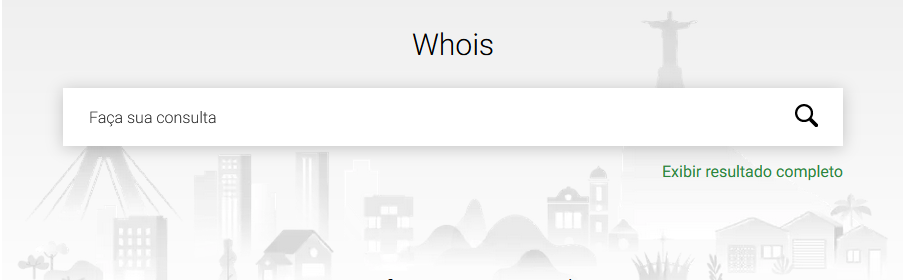 Whois
Faça sua consulta
Exibir resultado completo